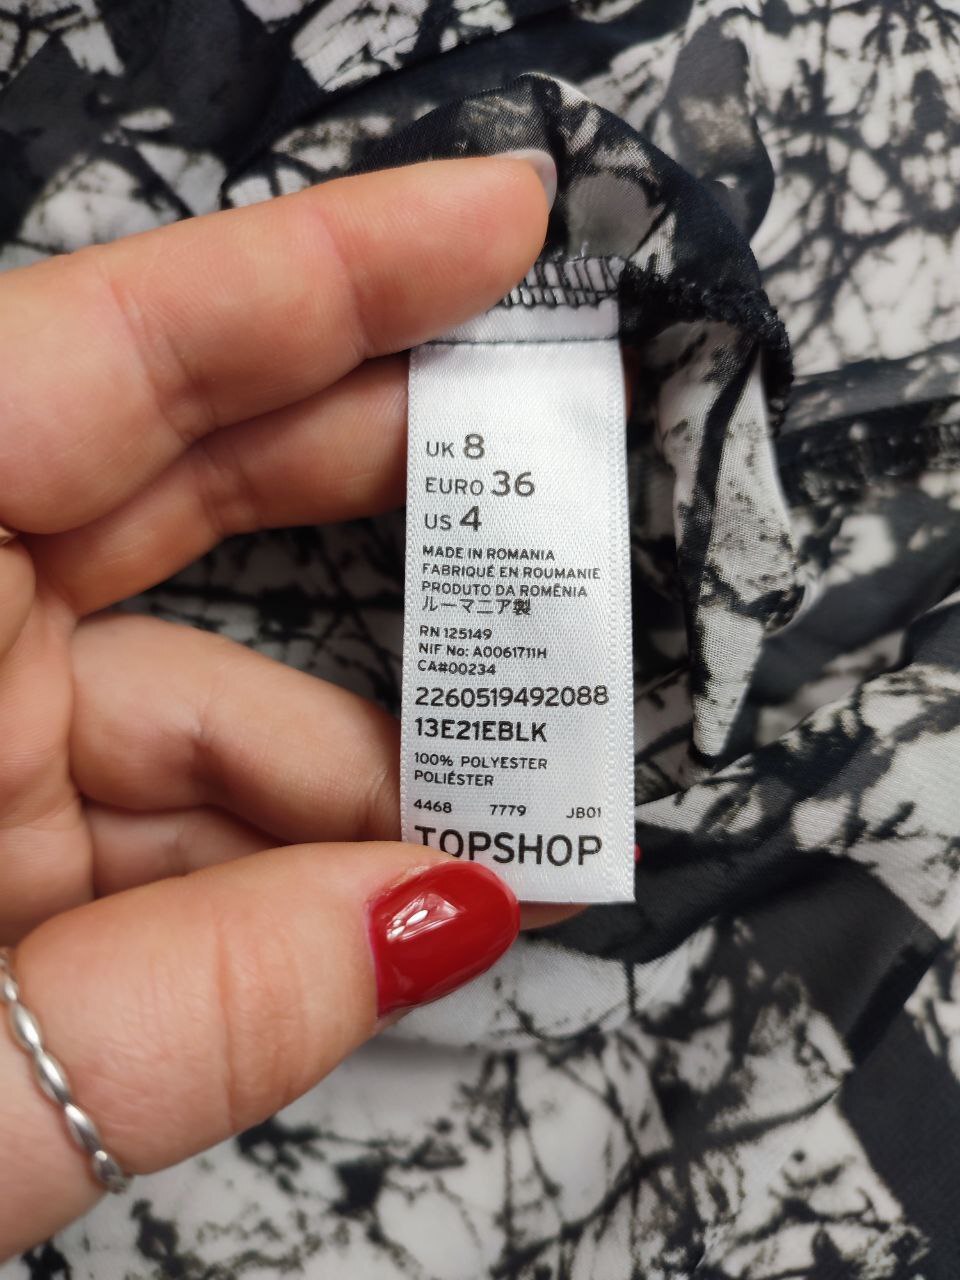 UK 8
EURO 36
US 4
MADE IN ROMANIA
FABRIQUÉ EN ROUMANIE
PRODUTO DA ROMÉNIA
ルーマニア製
RN 125149
NIF No: A0061711H
CA#00234
2260519492088
13E21EBLK
100% POLYESTER
POLIÉSTER
4468 7779 JB01
TOPSHOP